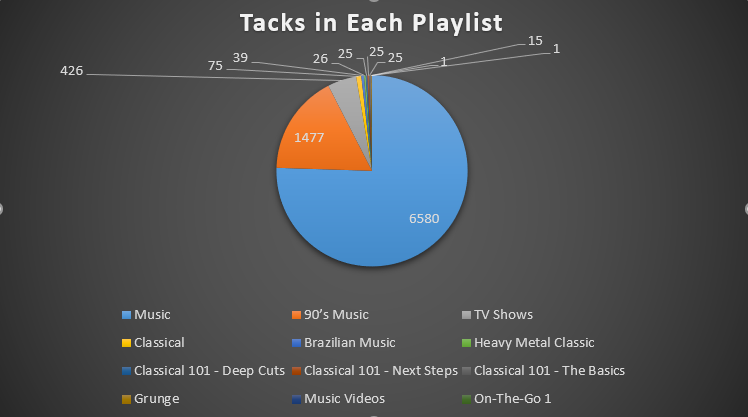 Tacks in Each Playlist
426
75
39
26
25
25
25
1
15
1
1477
6580
Music 90's Music TV Shows
Classical Brazilian Music Heavy Metal Classic
Classical 101 - Deep Cuts Classical 101 - Next Steps Classical 101 - The Basics
Grunge Music Videos On-The-Go 1